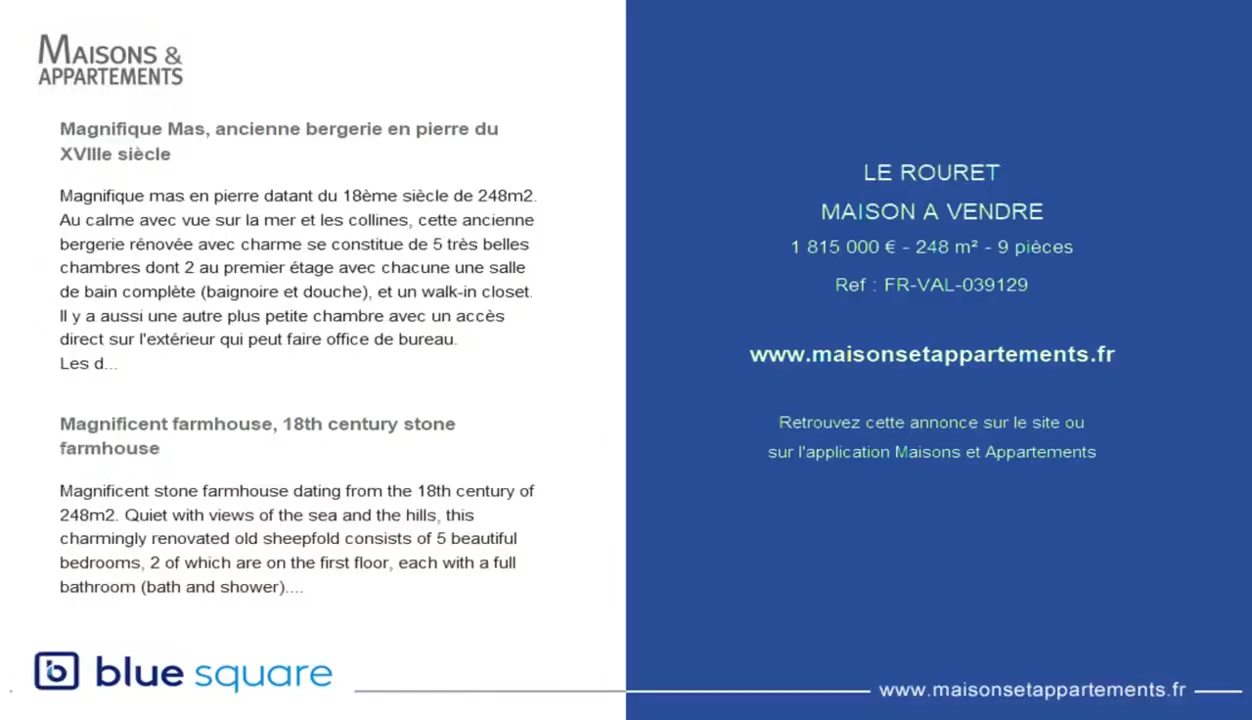 MAISONS &
APPARTEMENTS
Magnifique Mas, ancienne bergerie en pierre du
XVIIIe siècle
Magnifique mas en pierre datant du 18ème siècle de 248m2.
Au calme avec vue sur la mer et les collines, cette ancienne
bergerie rénovée avec charme se constitue de 5 très belles
chambres dont 2 au premier étage avec chacune une salle
de bain complète (baignoire et douche), et un walk-in closet.
Il y a aussi une autre plus petite chambre avec un accès
direct sur l'extérieur qui peut faire office de bureau.
Les d...
Magnificent farmhouse, 18th century stone
farmhouse
Magnificent stone farmhouse dating from the 18th century of
248m2. Quiet with views of the sea and the hills, this
charmingly renovated old sheepfold consists of 5 beautiful
bedrooms, 2 of which are on the first floor, each with a full
bathroom (bath and shower)....
blue square
LE ROURET
MAISON A VENDRE
1 815 000 € - 248 m² - 9 pièces
Ref : FR-VAL-039129
www.maisonsetappartements.fr
Retrouvez cette annonce sur le site ou
sur l'application Maisons et Appartements
www.maisonsetappartements.fr